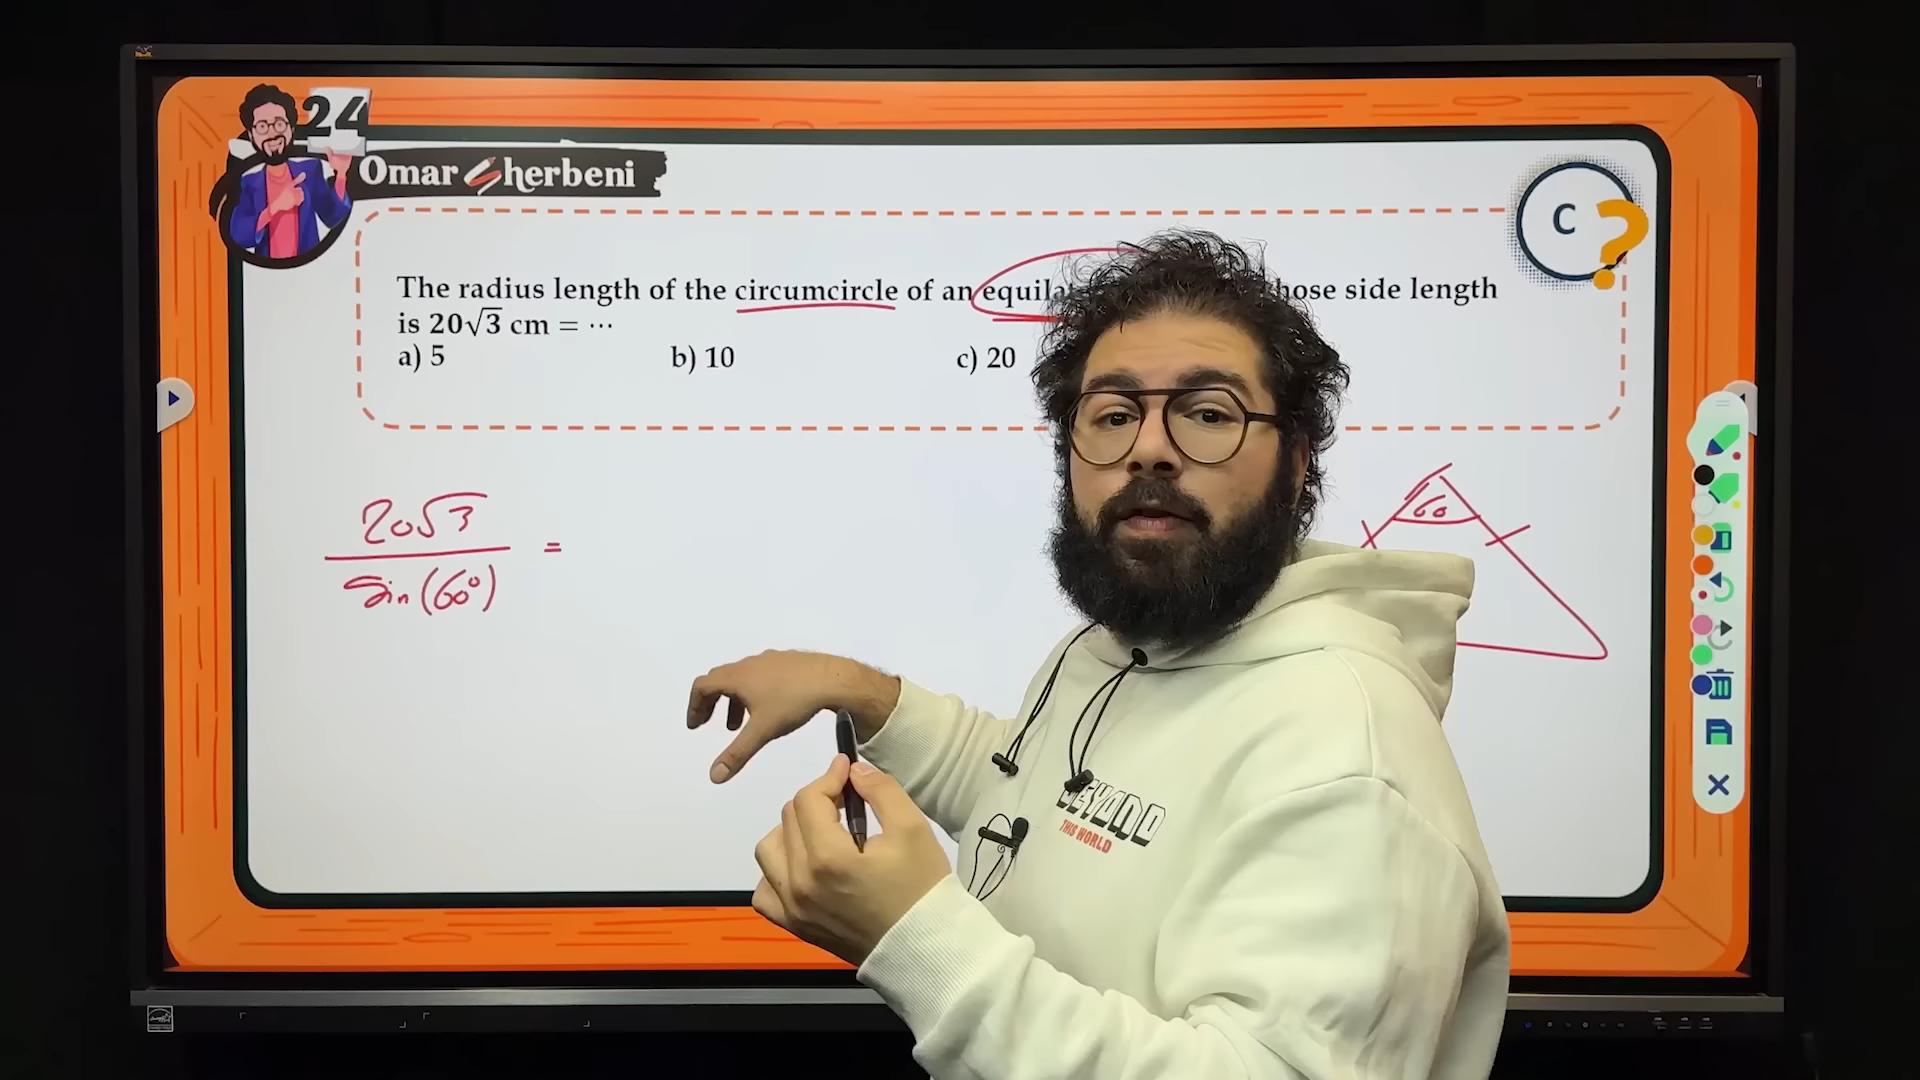 24
Omar Sherbeni
C ?
The radius length of the circumcircle of an equila hose side length
is 20√3 cm = ⋯
a) 5 b) 10 c) 20
20√3
sin(60°) =
60
BEYOND
THIS WORLD